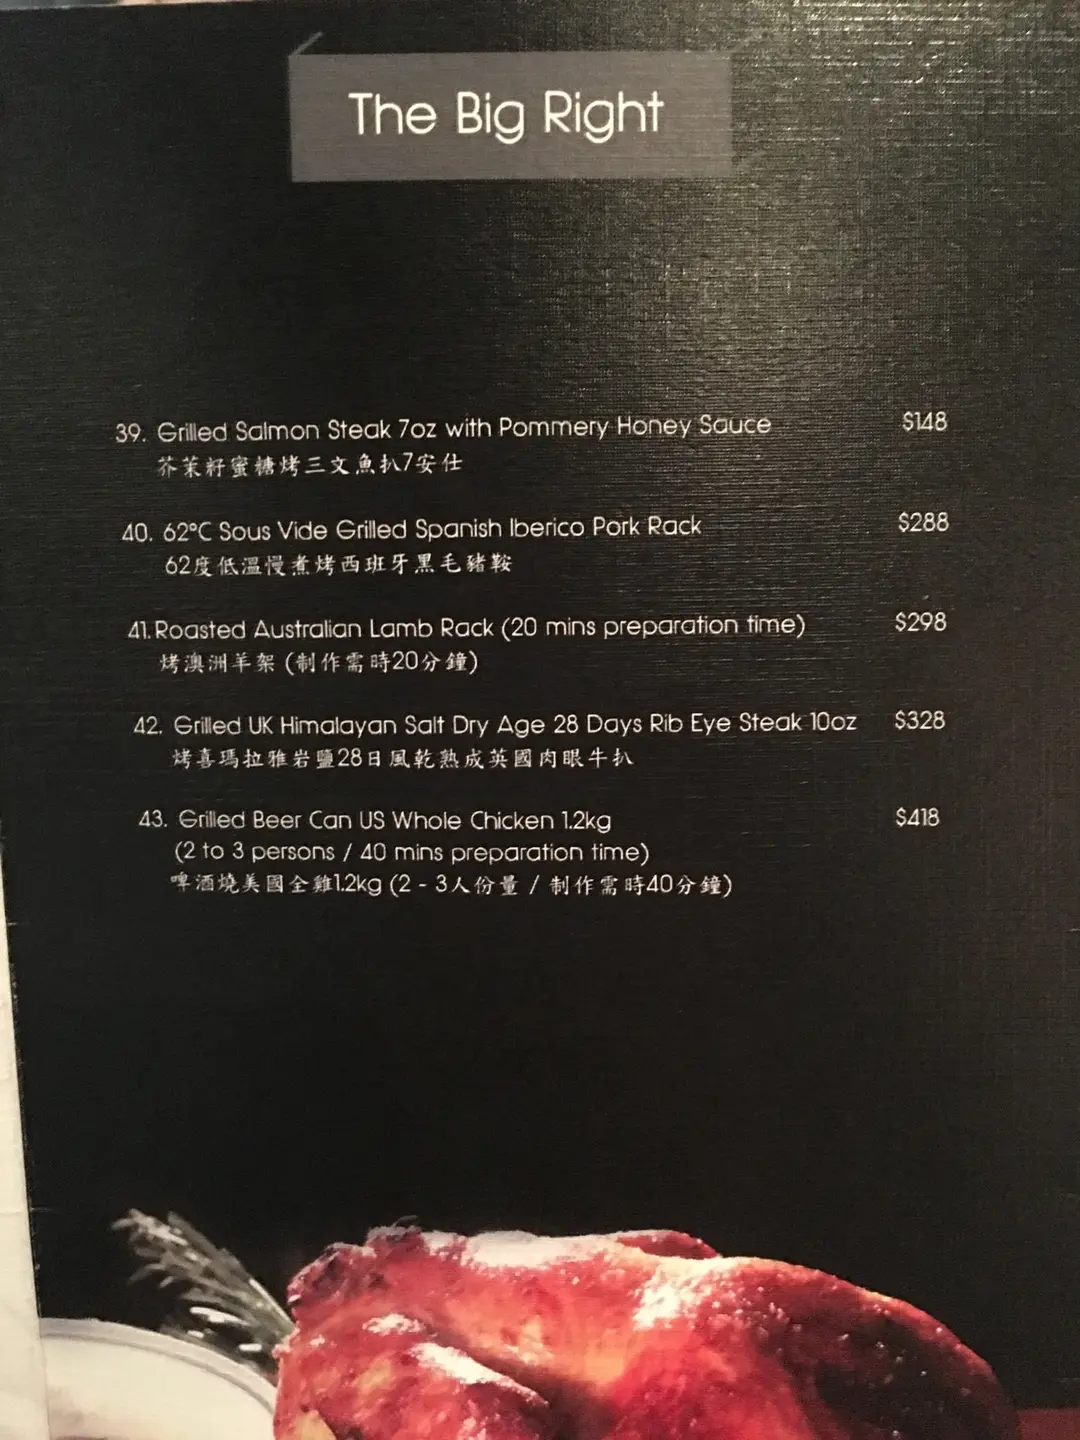 The Big Right
39. Grilled Salmon Steak 7oz with Pommery Honey Sauce $148
芥茉籽蜜糖烤三文魚扒7安仕
40. 62°C Sous Vide Grilled Spanish Iberico Pork Rack $288
62度低溫慢煮烤西班牙黑毛豬鞍
41. Roasted Australian Lamb Rack (20 mins preparation time) $298
烤澳洲羊架 (制作需時20分鐘)
42. Grilled UK Himalayan Salt Dry Age 28 Days Rib Eye Steak 10oz $328
烤喜瑪拉雅岩鹽28日風乾熟成英國肉眼牛扒
43. Grilled Beer Can US Whole Chicken 1.2kg $418
(2 to 3 persons / 40 mins preparation time)
啤酒燒美國全雞1.2kg (2 - 3人份量 / 制作需時40分鐘)